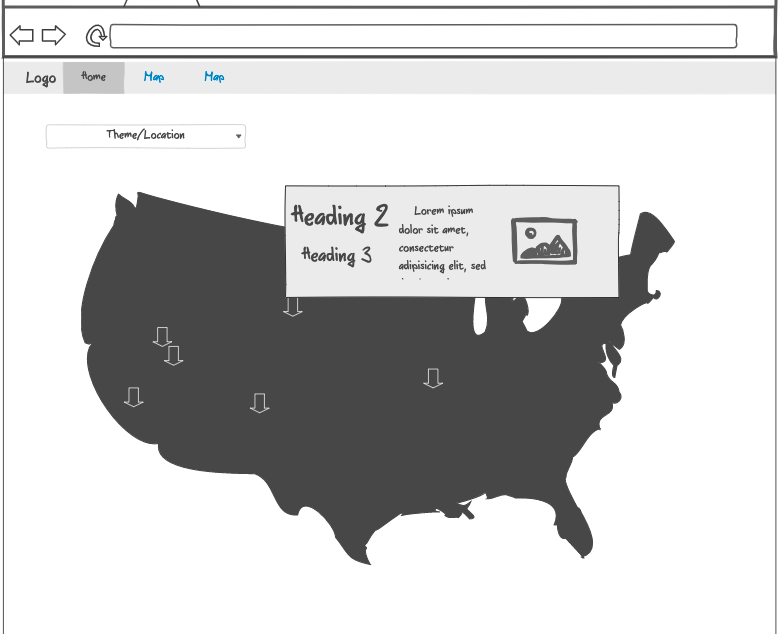 Logo Home Map Map
Theme/Location
Heading 2
Heading 3
Lorem ipsum
dolor sit amet,
consectetur
adipisicing elit, sed